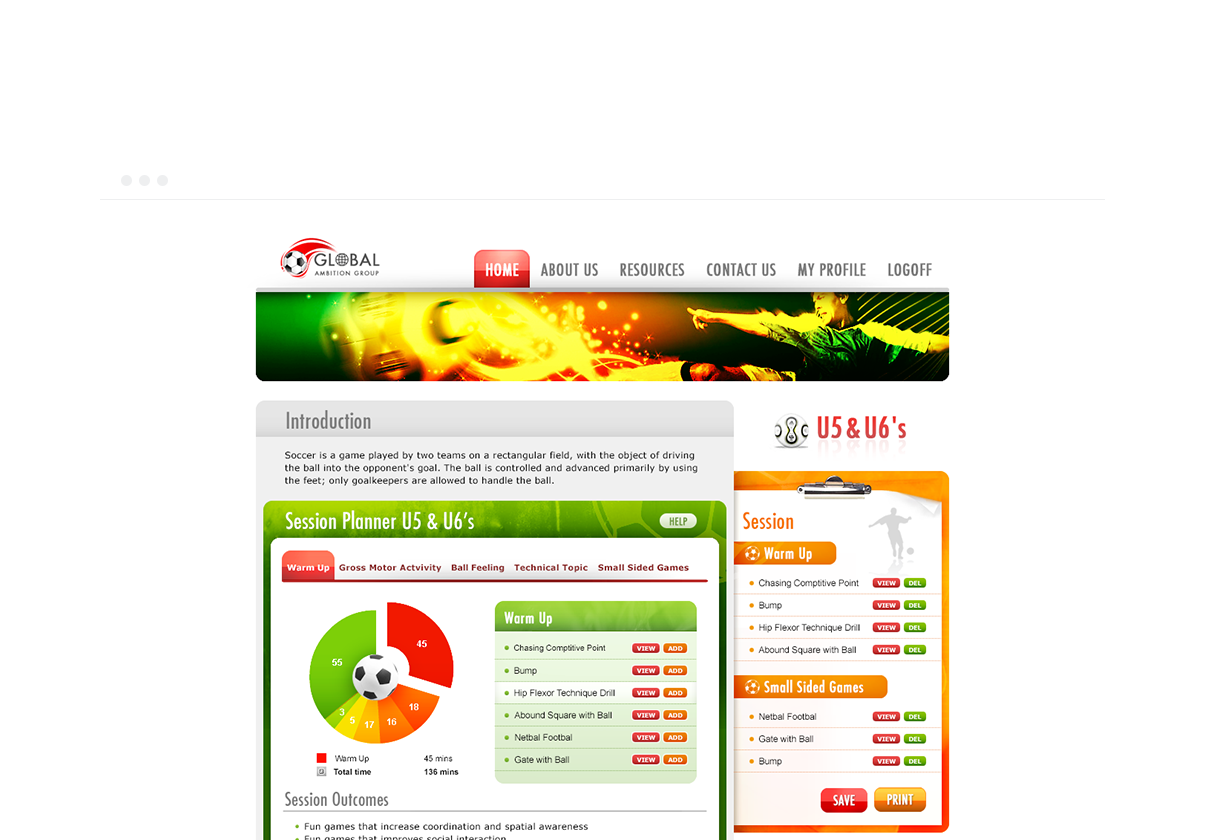 GLOBAL
AMBITION GROUP
HOME ABOUT US RESOURCES CONTACT US MY PROFILE LOGOFF
Introduction
Soccer is a game played by two teams on a rectangular field, with the object of driving
the ball into the opponent's goal. The ball is controlled and advanced primarily by using
the feet; only goalkeepers are allowed to handle the ball.
Session Planner U5 & U6's HELP
Warm Up Gross Motor Actvivity Ball Feeling Technical Topic Small Sided Games
45
55
18
16
17
5
3
Warm Up 45 mins
Total time 136 mins
Warm Up
Chasing Comptitive Point VIEW ADD
Bump VIEW ADD
Hip Flexor Technique Drill VIEW ADD
Abound Square with Ball VIEW ADD
Netbal Footbal VIEW ADD
Gate with Ball VIEW ADD
Session Outcomes
Fun games that increase coordination and spatial awareness
Fun games that improves social interaction
U5 & U6's
Session
Warm Up
Chasing Comptitive Point VIEW DEL
Bump VIEW DEL
Hip Flexor Technique Drill VIEW DEL
Abound Square with Ball VIEW DEL
Small Sided Games
Netbal Footbal VIEW DEL
Gate with Ball VIEW DEL
Bump VIEW DEL
SAVE PRINT